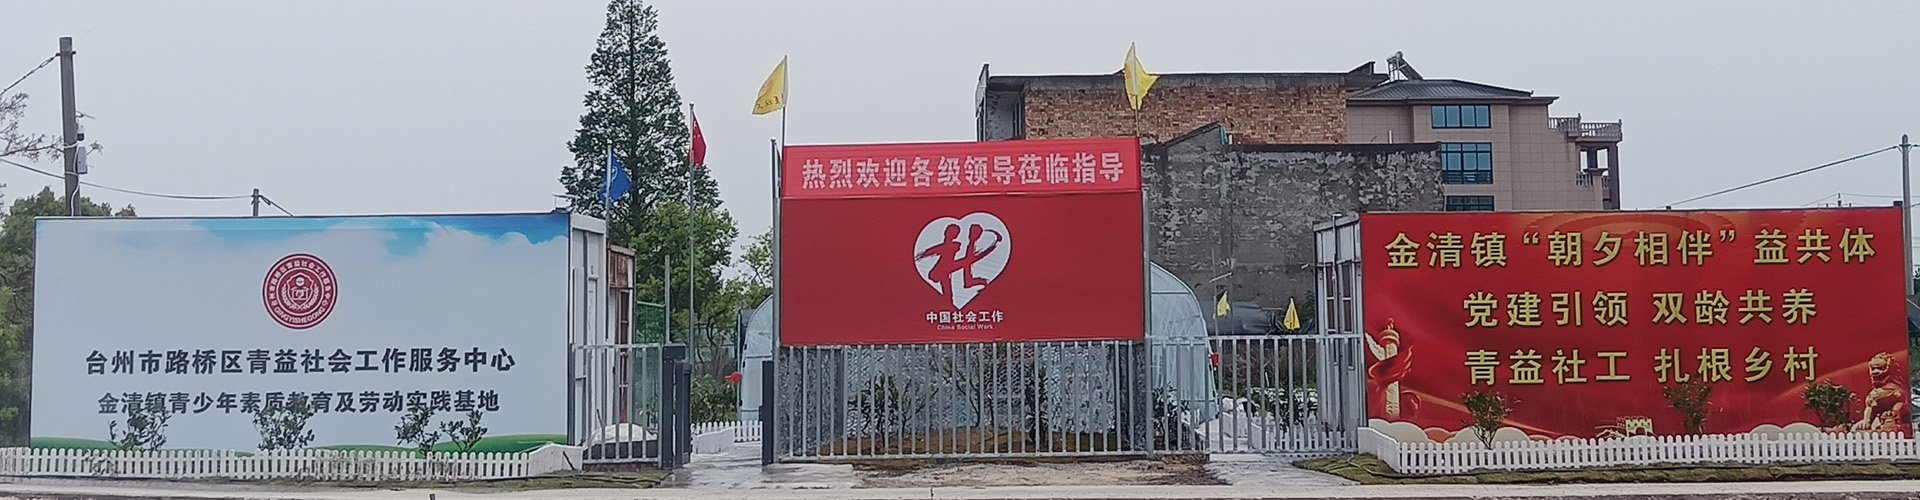 台州市路桥区青益社会工作服务中心
金清镇青少年素质教育及劳动实践基地
热烈欢迎各级领导莅临指导
中国社会工作
China Social Work
金清镇“朝夕相伴”益共体
党建引领 双龄共养
青益社工 扎根乡村